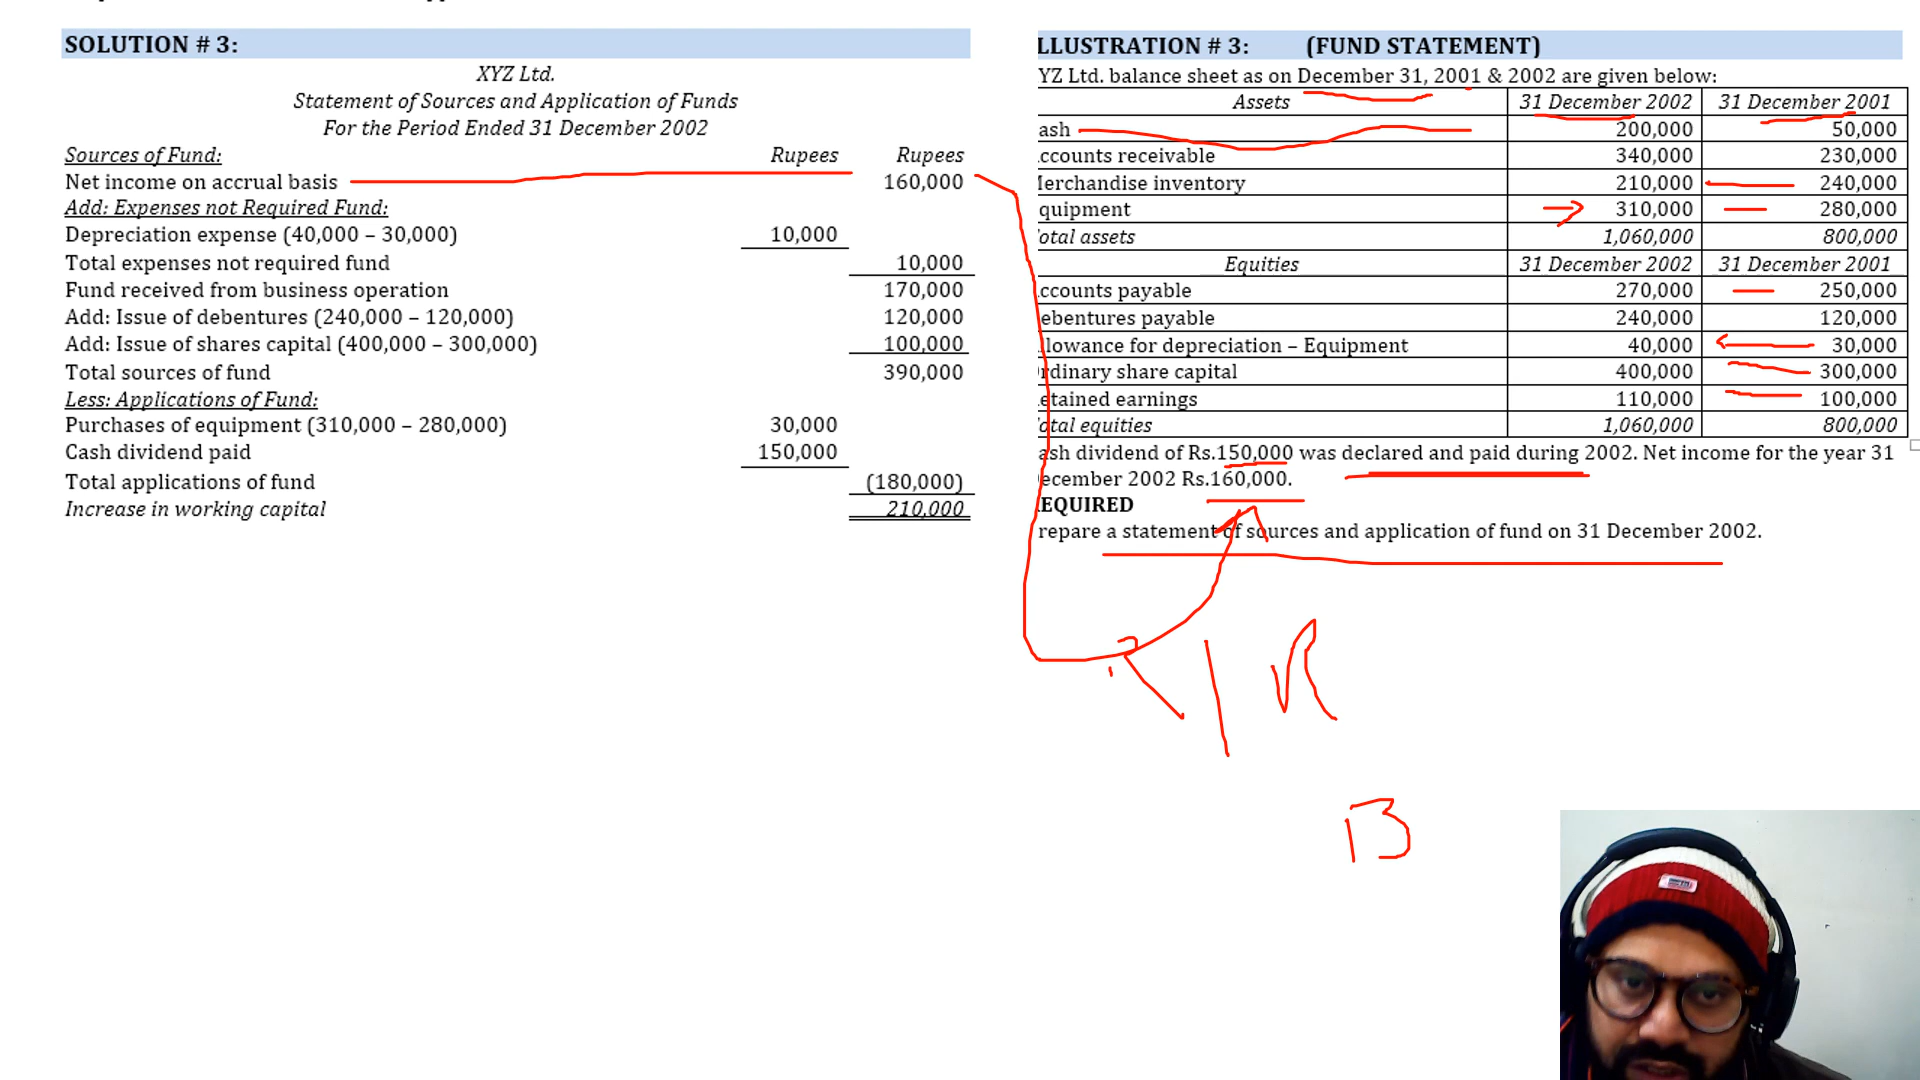 SOLUTION # 3:
XYZ Ltd.
Statement of Sources and Application of Funds
For the Period Ended 31 December 2002
Sources of Fund: Rupees Rupees
Net income on accrual basis 160,000
Add: Expenses not Required Fund:
Depreciation expense (40,000 – 30,000) 10,000
Total expenses not required fund 10,000
Fund received from business operation 170,000
Add: Issue of debentures (240,000 – 120,000) 120,000
Add: Issue of shares capital (400,000 – 300,000) 100,000
Total sources of fund 390,000
Less: Applications of Fund:
Purchases of equipment (310,000 – 280,000) 30,000
Cash dividend paid 150,000
Total applications of fund (180,000)
Increase in working capital 210,000
LLUSTRATION # 3: (FUND STATEMENT)
YZ Ltd. balance sheet as on December 31, 2001 & 2002 are given below:
Assets 31 December 2002 31 December 2001
ash 200,000 50,000
ccounts receivable 340,000 230,000
erchandise inventory 210,000 240,000
quipment 310,000 280,000
otal assets 1,060,000 800,000
Equities 31 December 2002 31 December 2001
ccounts payable 270,000 250,000
ebentures payable 240,000 120,000
lowance for depreciation – Equipment 40,000 30,000
rdinary share capital 400,000 300,000
etained earnings 110,000 100,000
otal equities 1,060,000 800,000
ash dividend of Rs.150,000 was declared and paid during 2002. Net income for the year 31
ecember 2002 Rs.160,000.
EQUIRED
repare a statement of sources and application of fund on 31 December 2002.